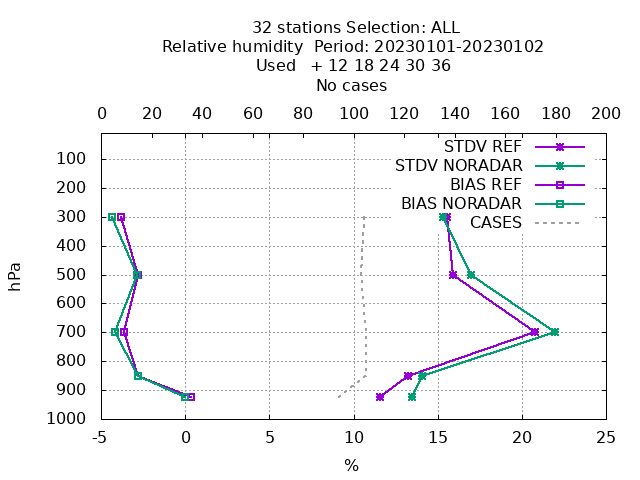 32 stations Selection: ALL
Relative humidity  Period: 20230101-20230102
Used   + 12 18 24 30 36
No cases
0 20 40 60 80 100 120 140 160 180 200
STDV REF
STDV NORADAR
BIAS REF
BIAS NORADAR
CASES
100
200
300
400
500
600
700
800
900
1000
hPa
-5 0 5 10 15 20 25
%